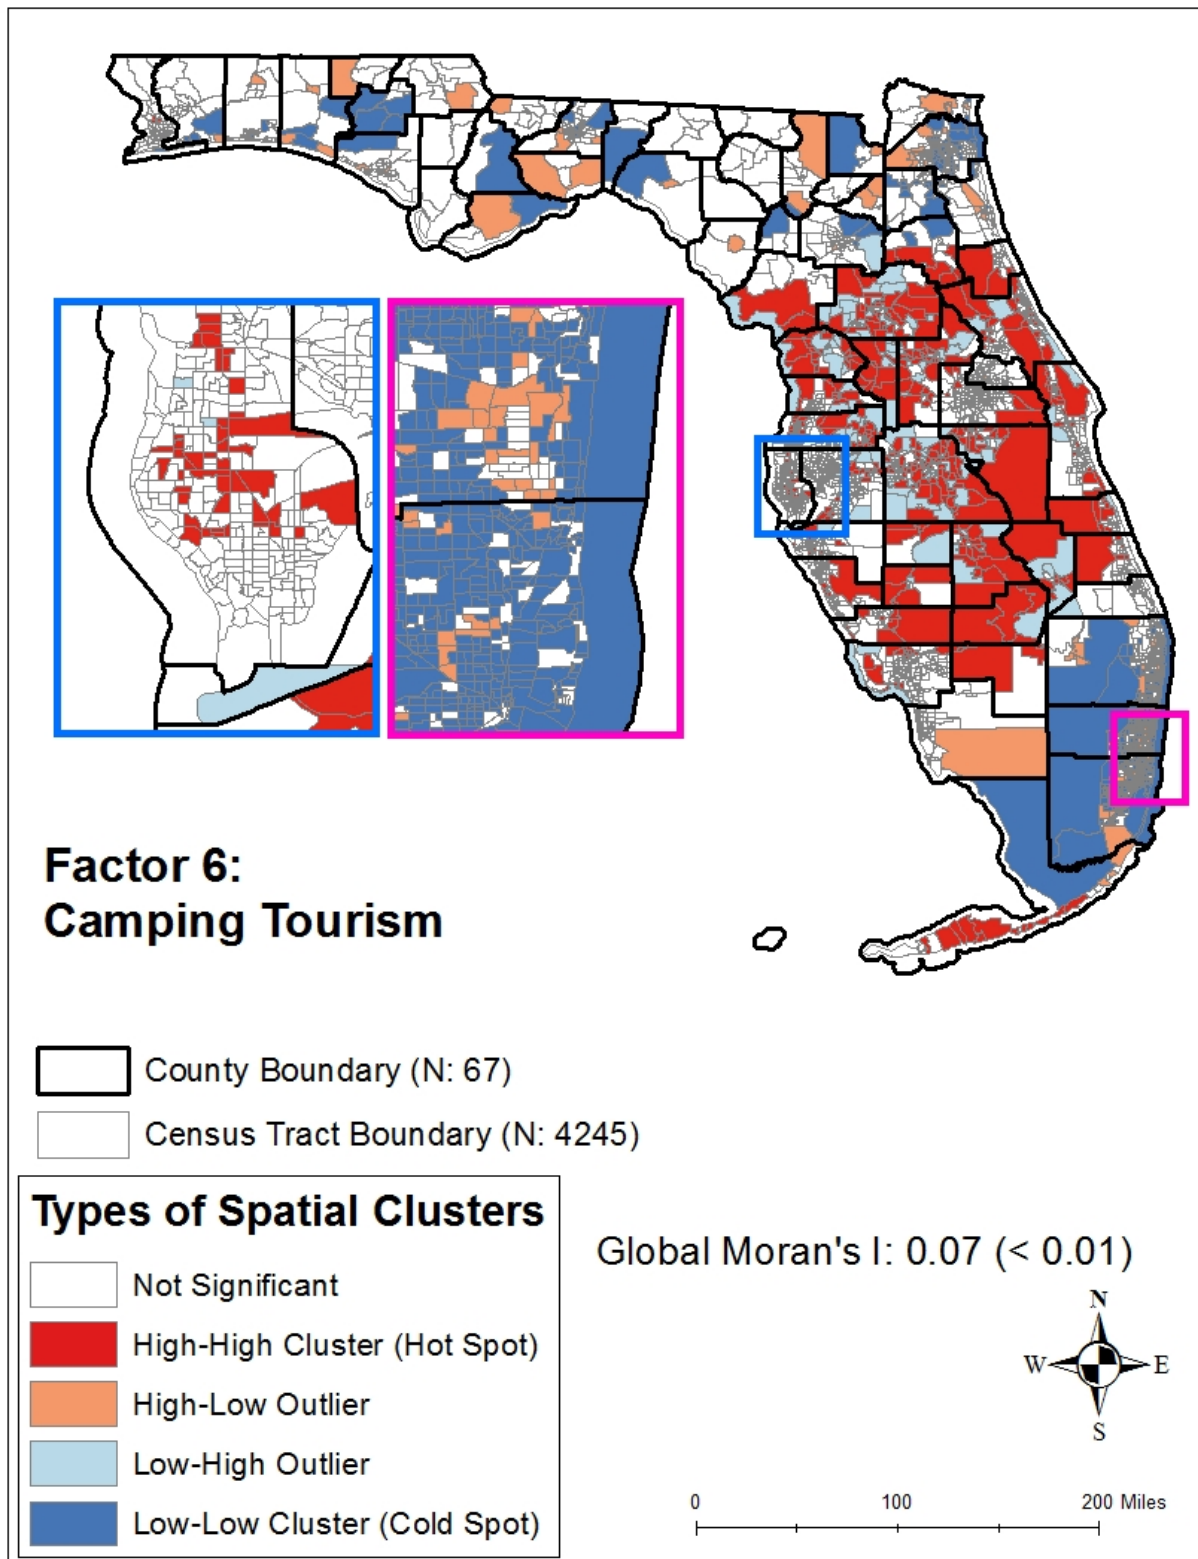 Factor 6:
Camping Tourism
County Boundary (N: 67)
Census Tract Boundary (N: 4245)
Types of Spatial Clusters
Not Significant
High-High Cluster (Hot Spot)
High-Low Outlier
Low-High Outlier
Low-Low Cluster (Cold Spot)
Global Moran's I: 0.07 (< 0.01)
N
W E
S
0 100 200 Miles